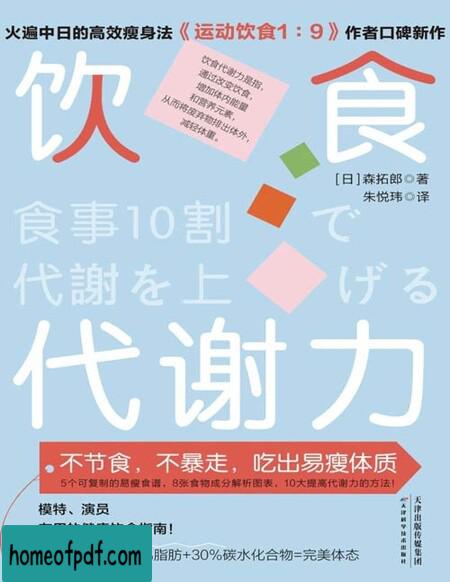 火遍中日的高效瘦身法《运动饮食1：9》作者口碑新作
饮食
饮食代谢力是指，
通过改变饮食，
增加体内能量
和营养元素，
从而将废弃物排出体外，
减轻体重。
[日]森拓郎◎著
朱悦玮◎译
食事10割で
代謝を上げる
代谢力
不节食，不暴走，吃出易瘦体质
5个可复制的易瘦食谱，8张食物成分解析图表，10大提高代谢力的方法！
模特、演员
健康饮食指南！
脂肪+30%碳水化合物=完美体态
天津出版传媒集团
天津科学技术出版社
homeofpdf.com